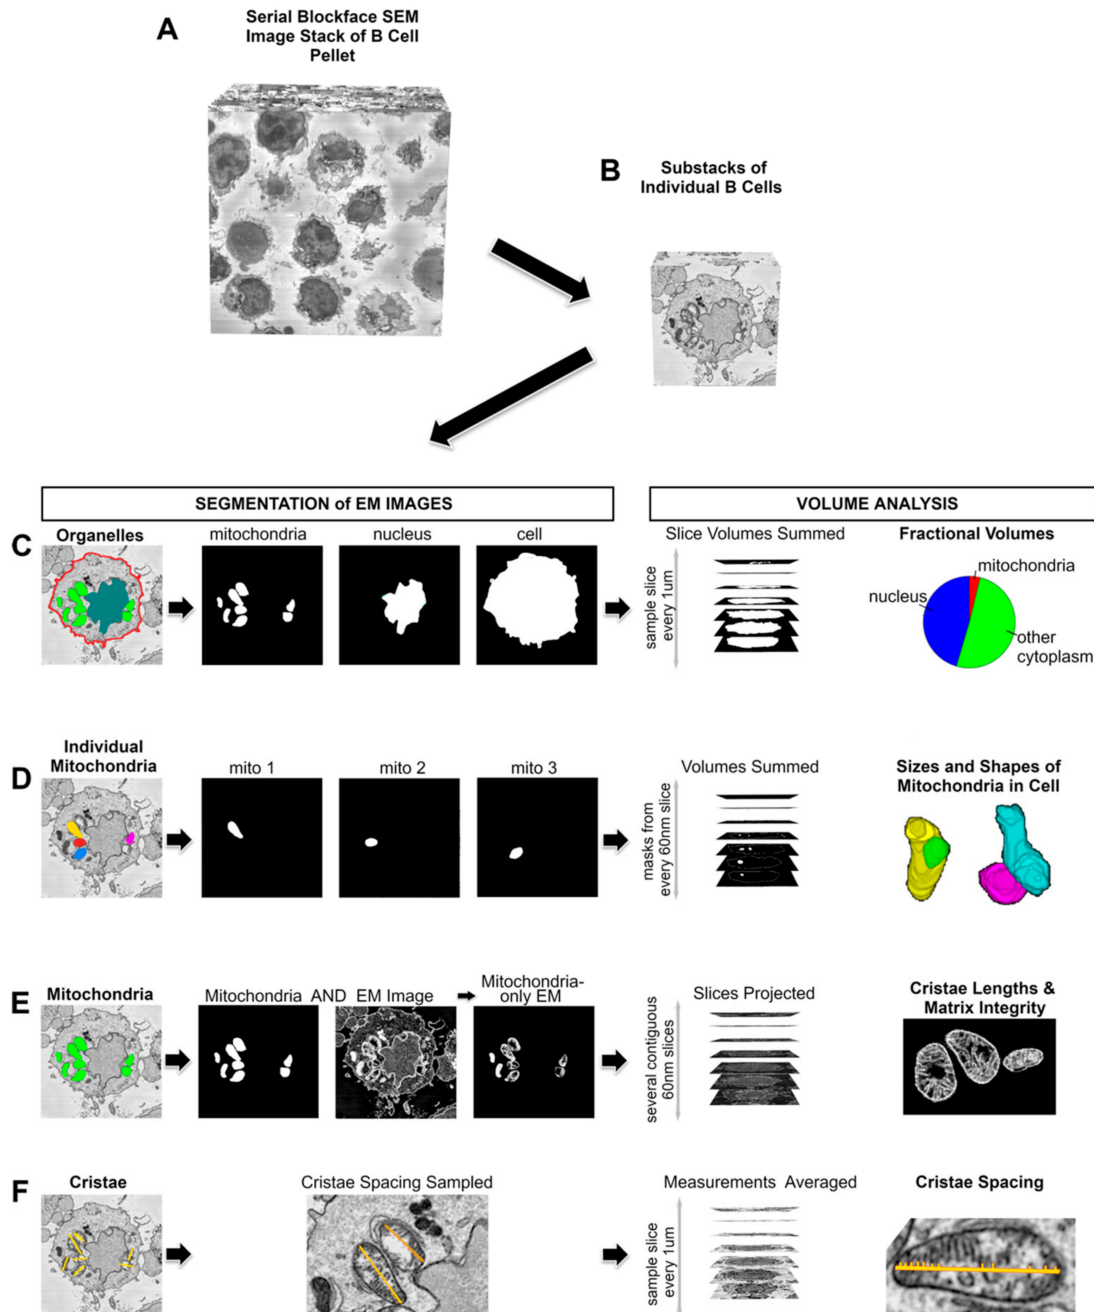 A
Serial Blockface SEM
Image Stack of B Cell
Pellet
B
Substacks of
Individual B Cells
SEGMENTATION of EM IMAGES
VOLUME ANALYSIS
C
Organelles
mitochondria
nucleus
cell
Slice Volumes Summed
sample slice
every 1um
Fractional Volumes
mitochondria
nucleus
other
cytoplasm
D
Individual
Mitochondria
mito 1
mito 2
mito 3
Volumes Summed
masks from
every 60nm slice
Sizes and Shapes of
Mitochondria in Cell
E
Mitochondria
Mitochondria AND EM Image
Mitochondria-
only EM
Slices Projected
several contiguous
60nm slices
Cristae Lengths &
Matrix Integrity
F
Cristae
Cristae Spacing Sampled
Measurements Averaged
sample slice
every 1um
Cristae Spacing